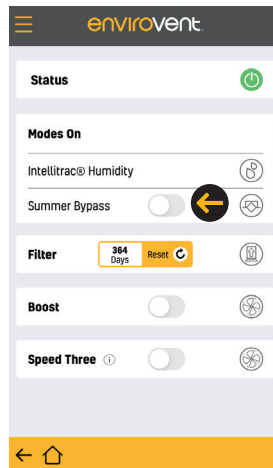 envirovent
Status
Modes On
Intellitrac® Humidity
Summer Bypass
Filter
364
Days
Reset
Boost
Speed Three